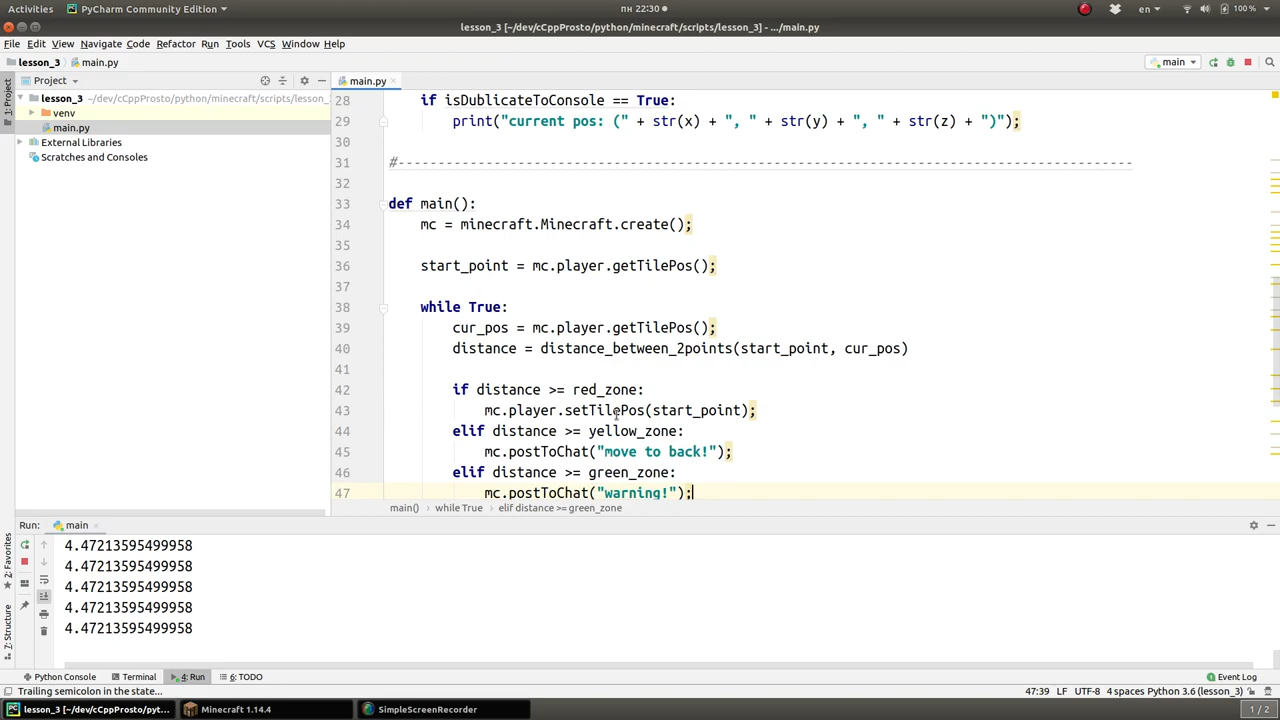 Activities PyCharm Community Edition пн 22:30 en 100 %
lesson_3 [~/dev/cCppProsto/python/minecraft/scripts/lesson_3] - .../main.py
File Edit View Navigate Code Refactor Run Tools VCS Window Help
lesson_3 main.py main
1: Project Project main.py
lesson_3 ~/dev/cCppProsto/python/minecraft/scripts/lesson_
venv
main.py
External Libraries
Scratches and Consoles
28 if isDublicateToConsole == True:
29 print("current pos: (" + str(x) + ", " + str(y) + ", " + str(z) + ")");
30
31 #--------------------------------------------------------------------------------------------
32
33 def main():
34 mc = minecraft.Minecraft.create();
35
36 start_point = mc.player.getTilePos();
37
38 while True:
39 cur_pos = mc.player.getTilePos();
40 distance = distance_between_2points(start_point, cur_pos)
41
42 if distance >= red_zone:
43 mc.player.setTilePos(start_point);
44 elif distance >= yellow_zone:
45 mc.postToChat("move to back!");
46 elif distance >= green_zone:
47 mc.postToChat("warning!");
main() while True elif distance >= green_zone
Run: main
4.47213595499958
4.47213595499958
4.47213595499958
4.47213595499958
4.47213595499958
2: Favorites
7: Structure
Python Console Terminal 4: Run 6: TODO Event Log
Trailing semicolon in the state... 47:39 LF UTF-8 4 spaces Python 3.6 (lesson_3)
lesson_3 [~/dev/cCppProsto/pyt... Minecraft 1.14.4 SimpleScreenRecorder 1 / 2